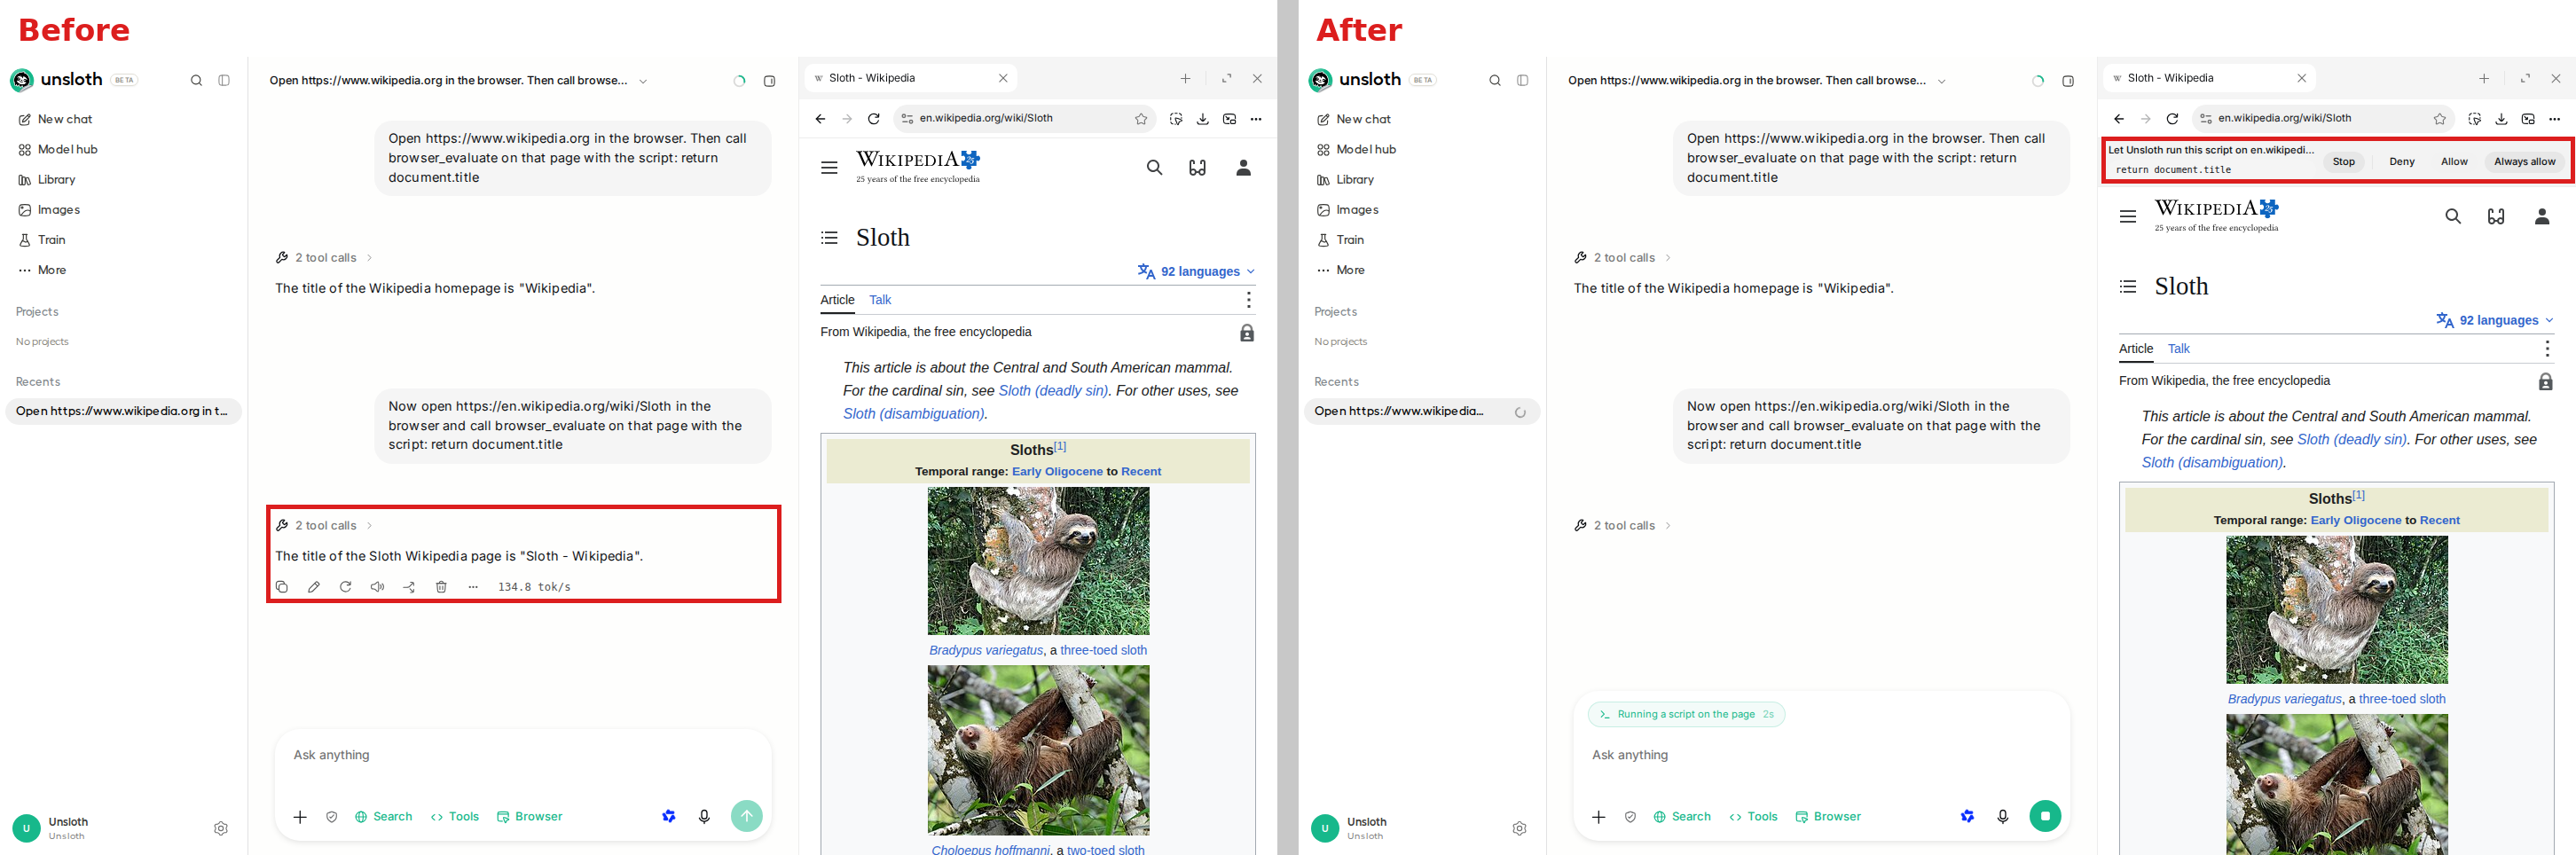 Before
unsloth BETA
New chat
Model hub
Library
Images
Train
More
Projects
No projects
Recents
Open https://www.wikipedia.org in t...
Unsloth
Unsloth
U
Open https://www.wikipedia.org in the browser. Then call browse...
Open https://www.wikipedia.org in the browser. Then call
browser_evaluate on that page with the script: return
document.title
2 tool calls
The title of the Wikipedia homepage is "Wikipedia".
Now open https://en.wikipedia.org/wiki/Sloth in the
browser and call browser_evaluate on that page with the
script: return document.title
2 tool calls
The title of the Sloth Wikipedia page is "Sloth - Wikipedia".
134.8 tok/s
Ask anything
Search
Tools
Browser
W Sloth - Wikipedia
en.wikipedia.org/wiki/Sloth
WIKIPEDIA 25
25 years of the free encyclopedia
Sloth
92 languages
Article Talk
From Wikipedia, the free encyclopedia
This article is about the Central and South American mammal.
For the cardinal sin, see Sloth (deadly sin). For other uses, see
Sloth (disambiguation).
Sloths[1]
Temporal range: Early Oligocene to Recent
Bradypus variegatus, a three-toed sloth
Choloepus hoffmanni, a two-toed sloth
After
unsloth BETA
New chat
Model hub
Library
Images
Train
More
Projects
No projects
Recents
Open https://www.wikipedia...
Unsloth
Unsloth
U
Open https://www.wikipedia.org in the browser. Then call browse...
Open https://www.wikipedia.org in the browser. Then call
browser_evaluate on that page with the script: return
document.title
2 tool calls
The title of the Wikipedia homepage is "Wikipedia".
Now open https://en.wikipedia.org/wiki/Sloth in the
browser and call browser_evaluate on that page with the
script: return document.title
2 tool calls
Running a script on the page 2s
Ask anything
Search
Tools
Browser
W Sloth - Wikipedia
en.wikipedia.org/wiki/Sloth
Let Unsloth run this script on en.wikipedi...
return document.title
Stop
Deny
Allow
Always allow
WIKIPEDIA 25
25 years of the free encyclopedia
Sloth
92 languages
Article Talk
From Wikipedia, the free encyclopedia
This article is about the Central and South American mammal.
For the cardinal sin, see Sloth (deadly sin). For other uses, see
Sloth (disambiguation).
Sloths[1]
Temporal range: Early Oligocene to Recent
Bradypus variegatus, a three-toed sloth